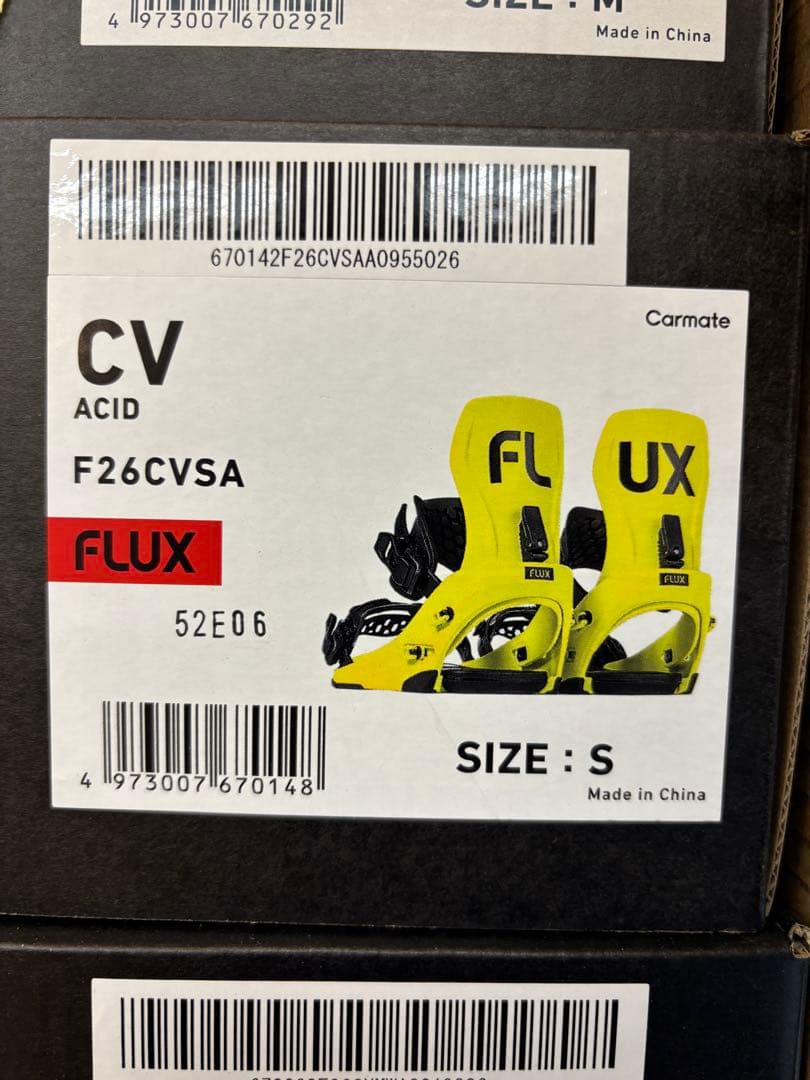 4 973007 670292
SIZE : M
Made in China
670142F26CVSAA0955026
CV
Carmate
ACID
F26CVSA
FLUX
52E06
FL UX
FLUX FLUX
4 973007 670148
SIZE : S
Made in China